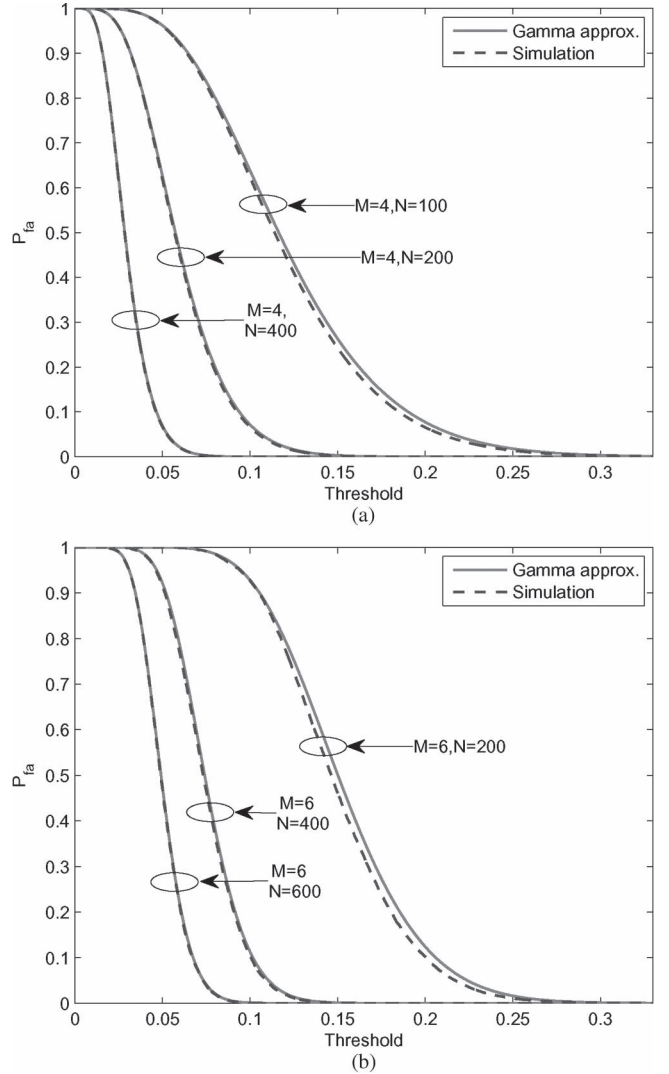 1
0.9
0.8
0.7
0.6
0.5
0.4
0.3
0.2
0.1
0
P_fa
Gamma approx.
Simulation
M=4,N=100
M=4,N=200
M=4,
N=400
0 0.05 0.1 0.15 0.2 0.25 0.3
Threshold
(a)
1
0.9
0.8
0.7
0.6
0.5
0.4
0.3
0.2
0.1
0
P_fa
Gamma approx.
Simulation
M=6,N=200
M=6
N=400
M=6
N=600
0 0.05 0.1 0.15 0.2 0.25 0.3
Threshold
(b)